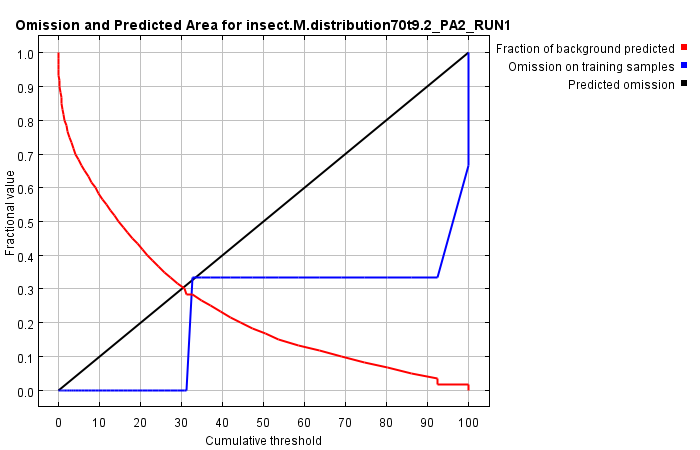 Omission and Predicted Area for insect.M.distribution70t9.2_PA2_RUN1
Fraction of background predicted
Omission on training samples
Predicted omission
Fractional value
1.0
0.9
0.8
0.7
0.6
0.5
0.4
0.3
0.2
0.1
0.0
0 10 20 30 40 50 60 70 80 90 100
Cumulative threshold